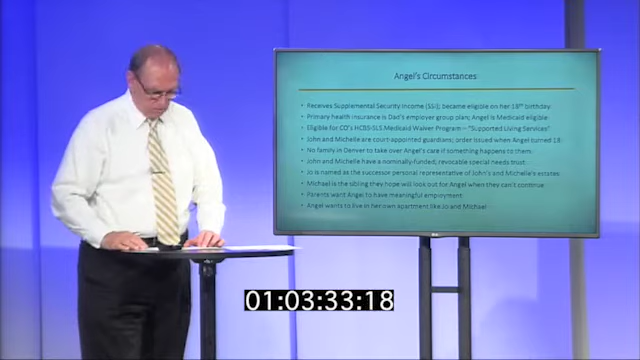 Angel's Circumstances
• Receives Supplemental Security Income (SSI); became eligible on her 18th birthday.
• Primary health insurance is Dad's employer group plan; Angel is Medicaid eligible.
• Eligible for CO's HCBS-SLS Medicaid Waiver Program – "Supported Living Services"
• John and Michelle are court-appointed guardians; order issued when Angel turned 18.
• No family in Denver to take over Angel's care if something happens to them.
• John and Michelle have a nominally-funded, revocable special needs trust.
• Jo is named as the successor personal representative of John's and Michelle's estates.
• Michael is the sibling they hope will look out for Angel when they can't continue.
• Parents want Angel to have meaningful employment.
• Angel wants to live in her own apartment like Jo and Michael.
01:03:33:18